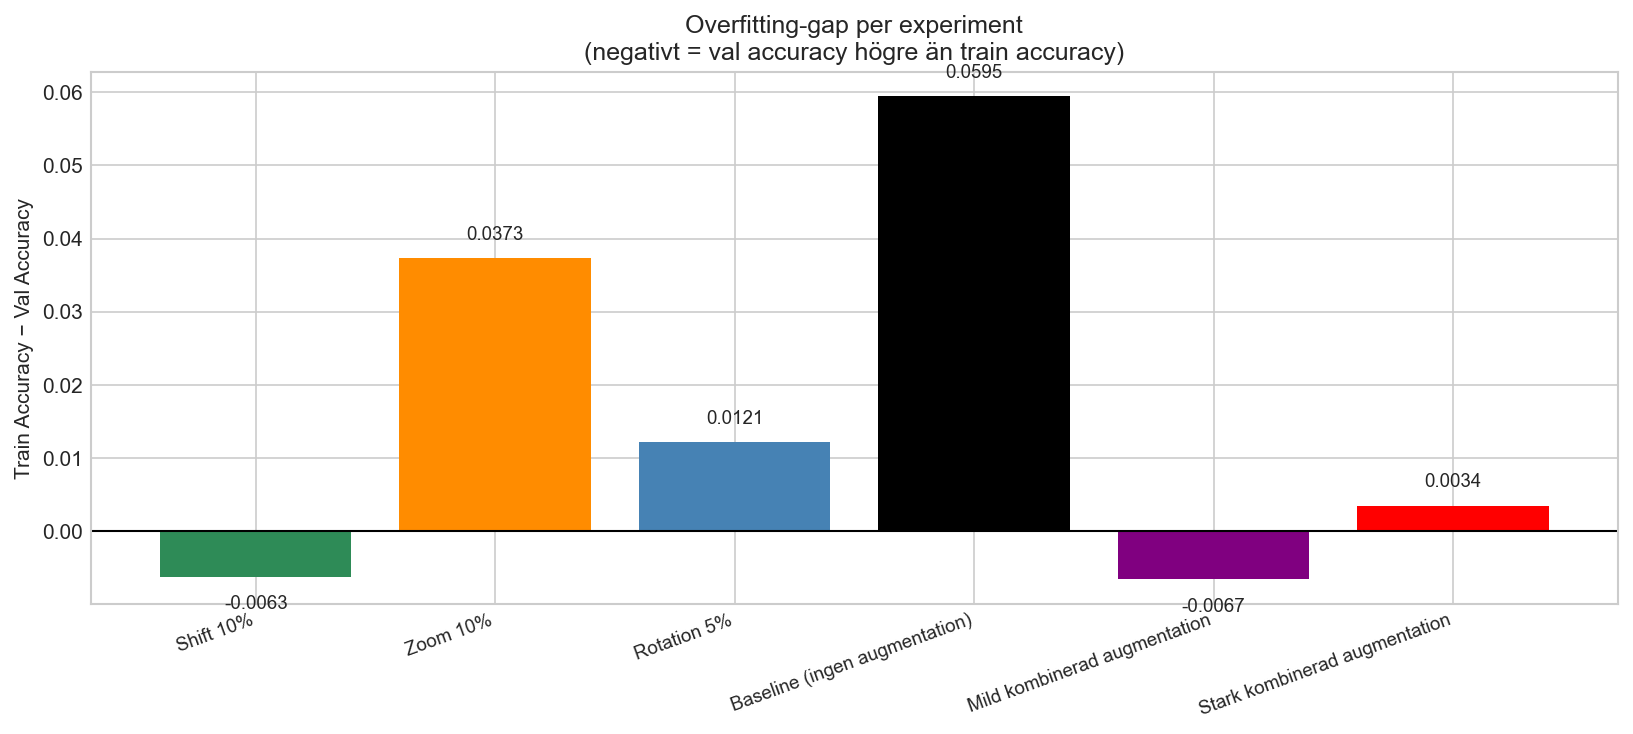 Overfitting-gap per experiment
(negativt = val accuracy högre än train accuracy)
Train Accuracy − Val Accuracy
0.06
0.05
0.04
0.03
0.02
0.01
0.00
-0.0063
0.0373
0.0121
0.0595
-0.0067
0.0034
Shift 10%
Zoom 10%
Rotation 5%
Baseline (ingen augmentation)
Mild kombinerad augmentation
Stark kombinerad augmentation